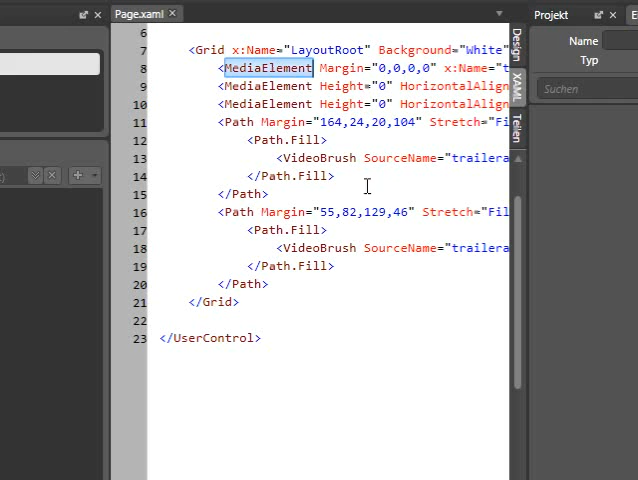 Page.xaml
Projekt
E
6
7 <Grid x:Name="LayoutRoot" Background="White"
8 <MediaElement Margin="0,0,0,0" x:Name="t
9 <MediaElement Height="0" HorizontalAlign
10 <MediaElement Height="0" HorizontalAlign
11 <Path Margin="164,24,20,104" Stretch="Fil
12 <Path.Fill>
13 <VideoBrush SourceName="trailera
14 </Path.Fill>
15 </Path>
16 <Path Margin="55,82,129,46" Stretch="Fil
17 <Path.Fill>
18 <VideoBrush SourceName="trailera
19 </Path.Fill>
20 </Path>
21 </Grid>
22
23 </UserControl>
Design
XAML
Teilen
Name
Typ
Suchen